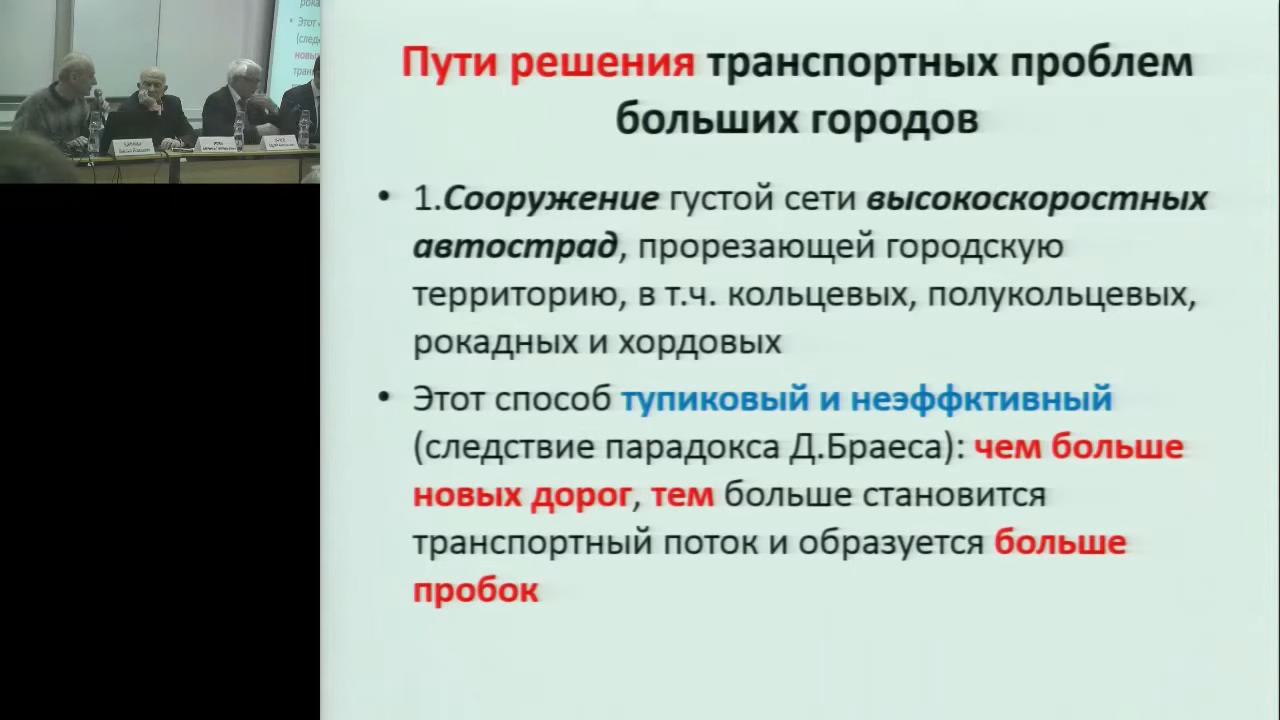 Пути решения транспортных проблем
больших городов
• 1.Сооружение густой сети высокоскоростных
автострад, прорезающей городскую
территорию, в т.ч. кольцевых, полукольцевых,
рокадных и хордовых
• Этот способ тупиковый и неэффктивный
(следствие парадокса Д.Браеса): чем больше
новых дорог, тем больше становится
транспортный поток и образуется больше
пробок